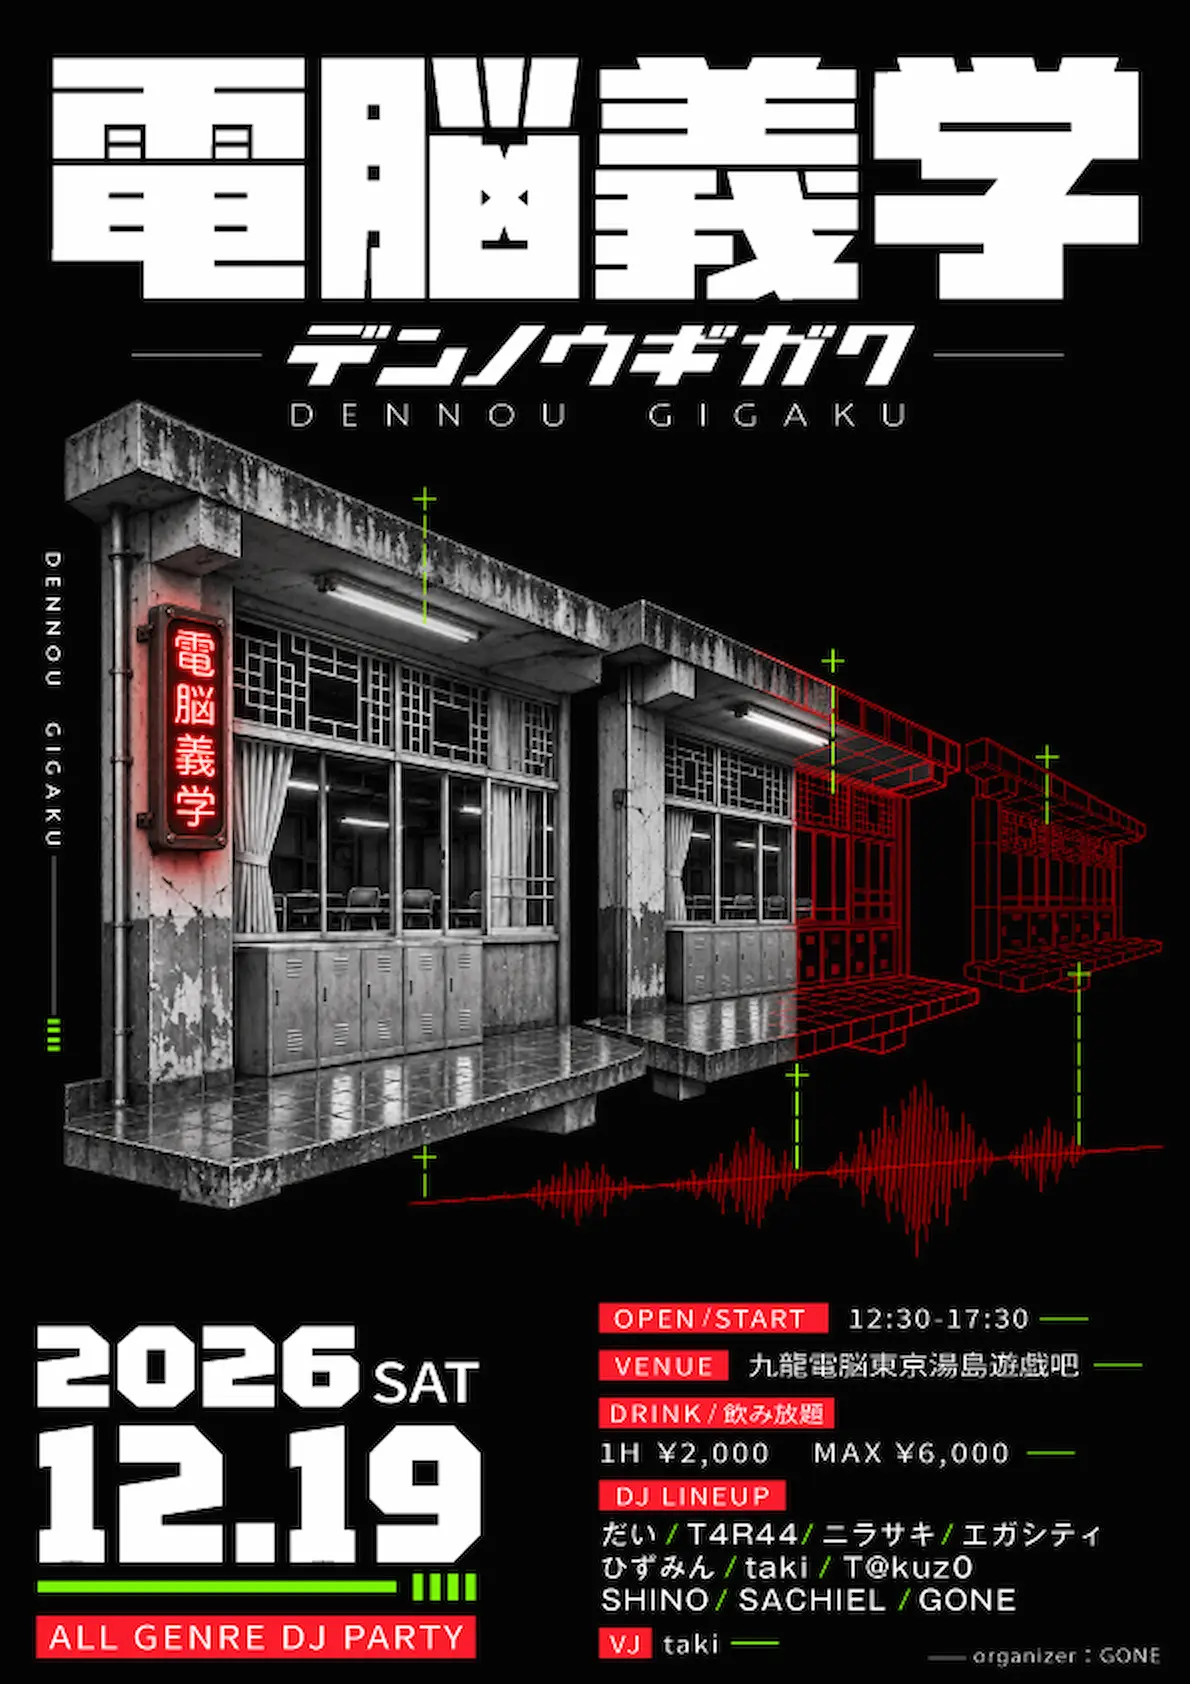 電脳義学
デンノウギガク
DENNOU GIGAKU
DENNOU GIGAKU
電脳義学
2026 SAT
12.19
ALL GENRE DJ PARTY
OPEN/START 12:30-17:30
VENUE 九龍電脳東京湯島遊戯吧
DRINK/飲み放題
1H ¥2,000 MAX ¥6,000
DJ LINEUP
だい/T4R44/ニラサキ/エガシティ
ひずみん/taki/T@kuz0
SHINO/SACHIEL/GONE
VJ taki
organizer:GONE